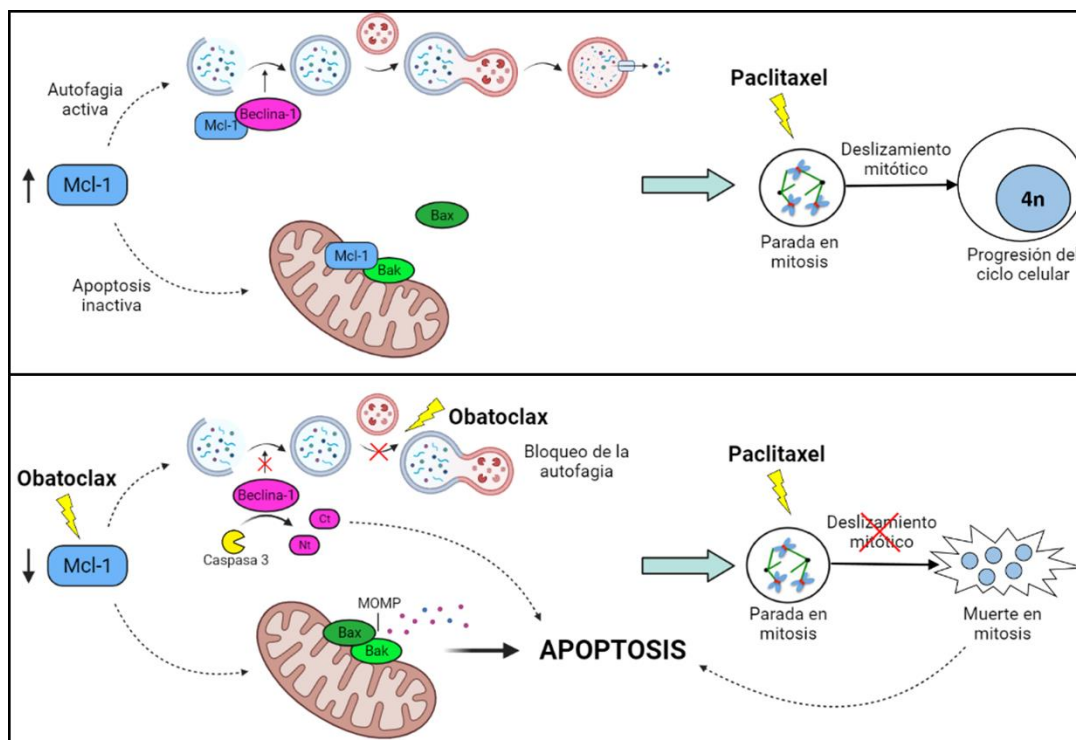 Autofagia
activa
Mcl-1
Beclina-1
Mcl-1
Bax
Mcl-1
Bak
Apoptosis
inactiva
Paclitaxel
Deslizamiento
mitótico
4n
Parada en
mitosis
Progresión del
ciclo celular
Obatoclax
Obatoclax
Bloqueo de la
autofagia
Beclina-1
Ct
Nt
Caspasa 3
Mcl-1
MOMP
Bax
Bak
APOPTOSIS
Paclitaxel
Deslizamiento
mitótico
Parada en
mitosis
Muerte en
mitosis